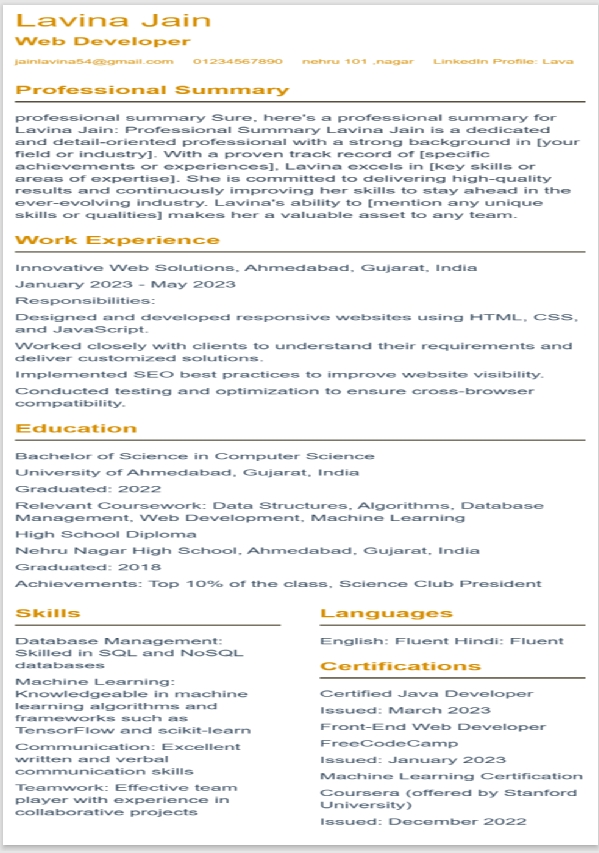 Lavina Jain
Web Developer
jainlavina54@gmail.com 01234567890 nehru 101 ,nagar LinkedIn Profile: Lava
Professional Summary
professional summary Sure, here's a professional summary for
Lavina Jain: Professional Summary Lavina Jain is a dedicated
and detail-oriented professional with a strong background in [your
field or industry]. With a proven track record of [specific
achievements or experiences], Lavina excels in [key skills or
areas of expertise]. She is committed to delivering high-quality
results and continuously improving her skills to stay ahead in the
ever-evolving industry. Lavina's ability to [mention any unique
skills or qualities] makes her a valuable asset to any team.
Work Experience
Innovative Web Solutions, Ahmedabad, Gujarat, India
January 2023 - May 2023
Responsibilities:
Designed and developed responsive websites using HTML, CSS,
and JavaScript.
Worked closely with clients to understand their requirements and
deliver customized solutions.
Implemented SEO best practices to improve website visibility.
Conducted testing and optimization to ensure cross-browser
compatibility.
Education
Bachelor of Science in Computer Science
University of Ahmedabad, Gujarat, India
Graduated: 2022
Relevant Coursework: Data Structures, Algorithms, Database
Management, Web Development, Machine Learning
High School Diploma
Nehru Nagar High School, Ahmedabad, Gujarat, India
Graduated: 2018
Achievements: Top 10% of the class, Science Club President
Skills
Database Management:
Skilled in SQL and NoSQL
databases
Machine Learning:
Knowledgeable in machine
learning algorithms and
frameworks such as
TensorFlow and scikit-learn
Communication: Excellent
written and verbal
communication skills
Teamwork: Effective team
player with experience in
collaborative projects
Languages
English: Fluent Hindi: Fluent
Certifications
Certified Java Developer
Issued: March 2023
Front-End Web Developer
FreeCodeCamp
Issued: January 2023
Machine Learning Certification
Coursera (offered by Stanford
University)
Issued: December 2022